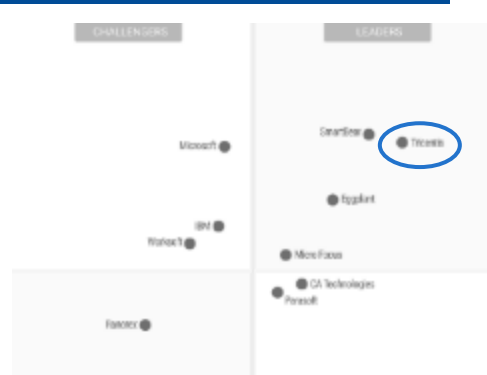 CHALLENGERS
LEADERS
SmartBear
Tricentis
Microsoft
Eggplant
IBM
Worksoft
Micro Focus
CA Technologies
Parasoft
Ranorex